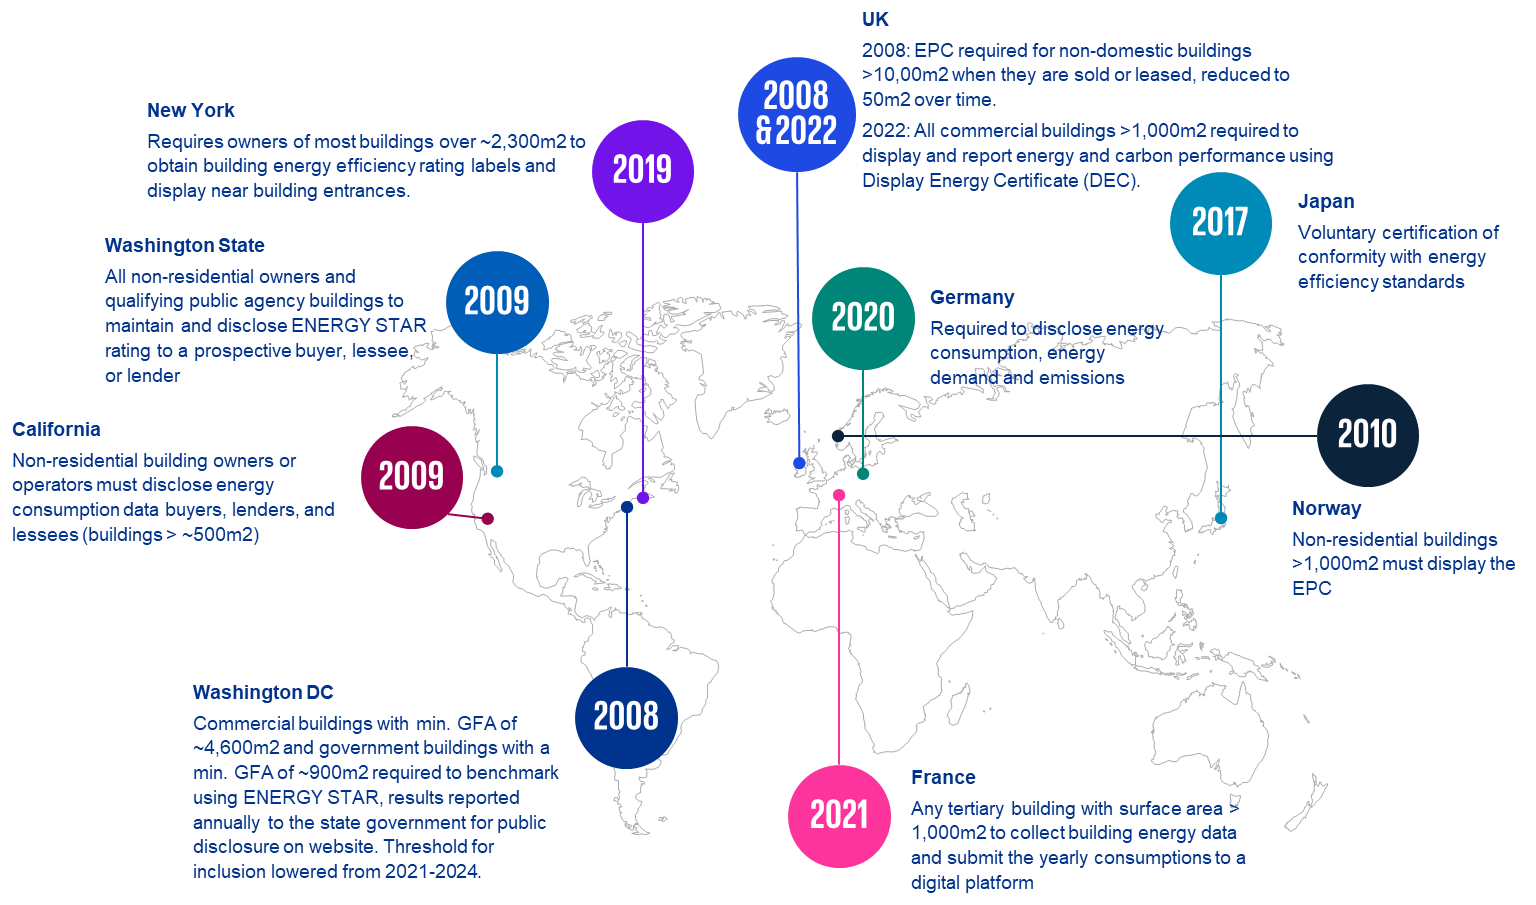 UK
2008: EPC required for non-domestic buildings
>10,00m2 when they are sold or leased, reduced to
50m2 over time.
2022: All commercial buildings >1,000m2 required to
display and report energy and carbon performance using
Display Energy Certificate (DEC).
2008
& 2022
New York
Requires owners of most buildings over ~2,300m2 to
obtain building energy efficiency rating labels and
display near building entrances.
2019
2017
Japan
Voluntary certification of
conformity with energy
efficiency standards
Washington State
All non-residential owners and
qualifying public agency buildings to
maintain and disclose ENERGY STAR
rating to a prospective buyer, lessee,
or lender
2009
2020
Germany
Required to disclose energy
consumption, energy
demand and emissions
California
Non-residential building owners or
operators must disclose energy
consumption data buyers, lenders, and
lessees (buildings > ~500m2)
2009
2010
Norway
Non-residential buildings
>1,000m2 must display the
EPC
Washington DC
Commercial buildings with min. GFA of
~4,600m2 and government buildings with a
min. GFA of ~900m2 required to benchmark
using ENERGY STAR, results reported
annually to the state government for public
disclosure on website. Threshold for
inclusion lowered from 2021-2024.
2008
2021
France
Any tertiary building with surface area >
1,000m2 to collect building energy data
and submit the yearly consumptions to a
digital platform